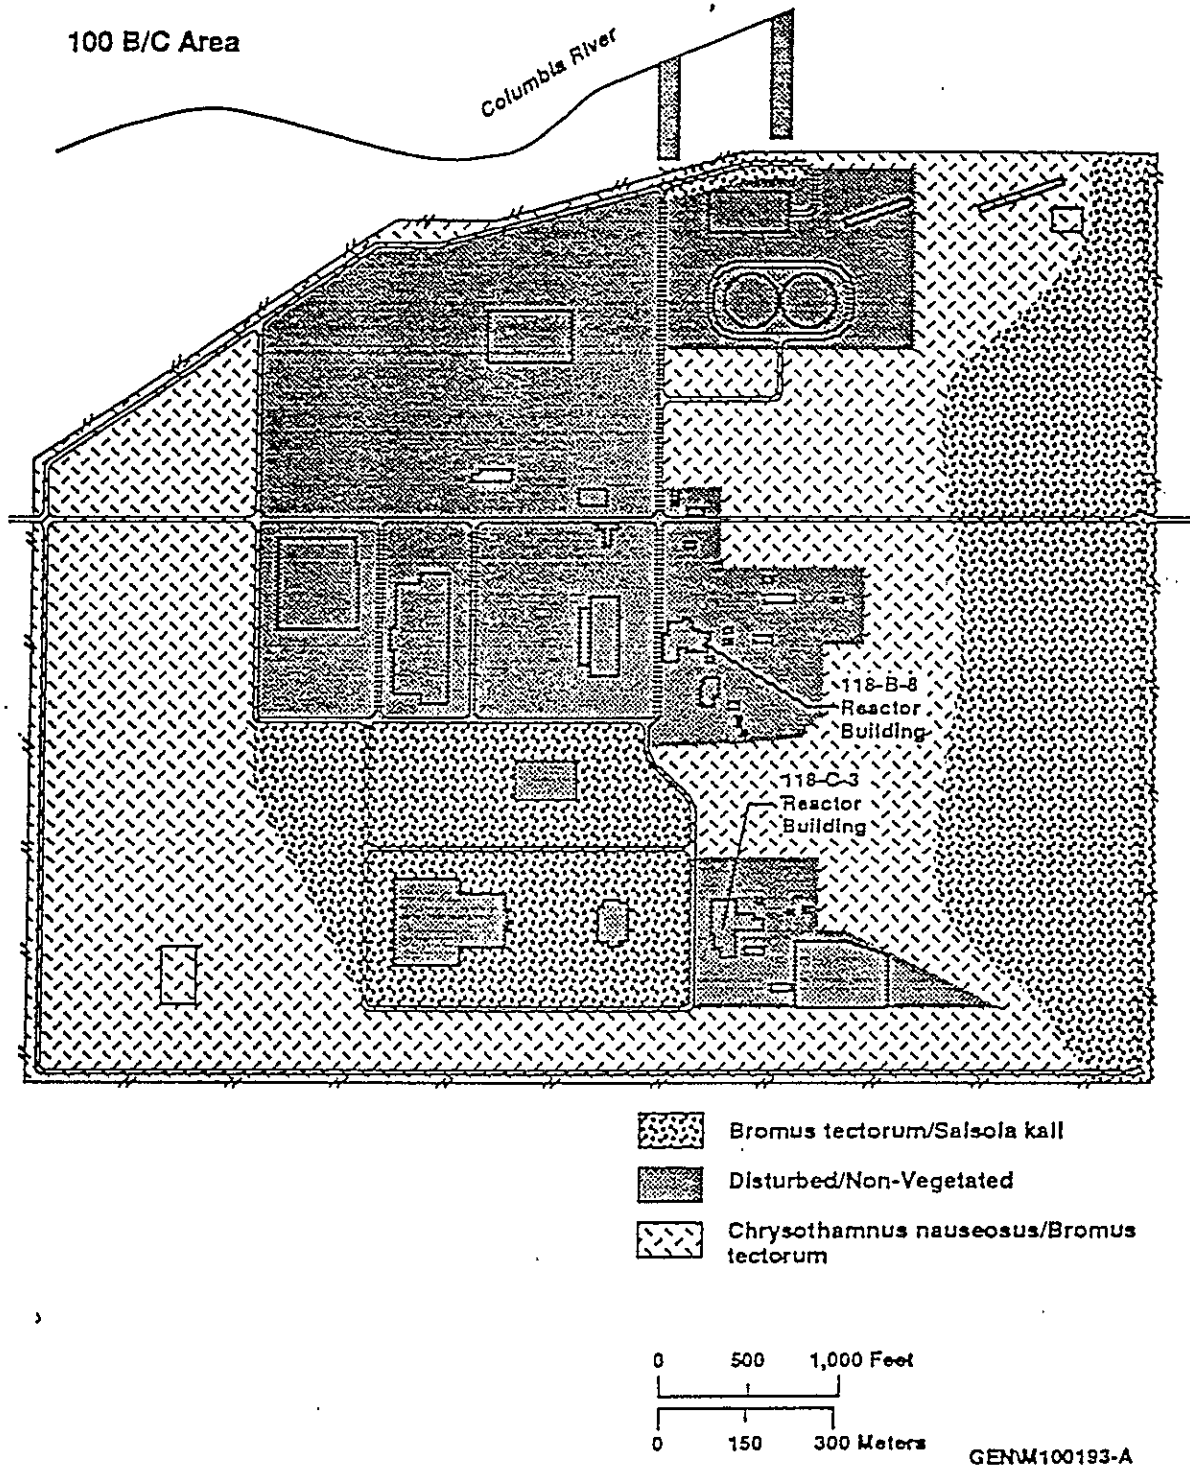 100 B/C Area
Columbia River
118-B-8
Reactor
Building
118-C-3
Reactor
Building
Bromus tectorum/Salsola kali
Disturbed/Non-Vegetated
Chrysothamnus nauseosus/Bromus
tectorum
0 500 1,000 Feet
0 150 300 Meters
GENW100193-A